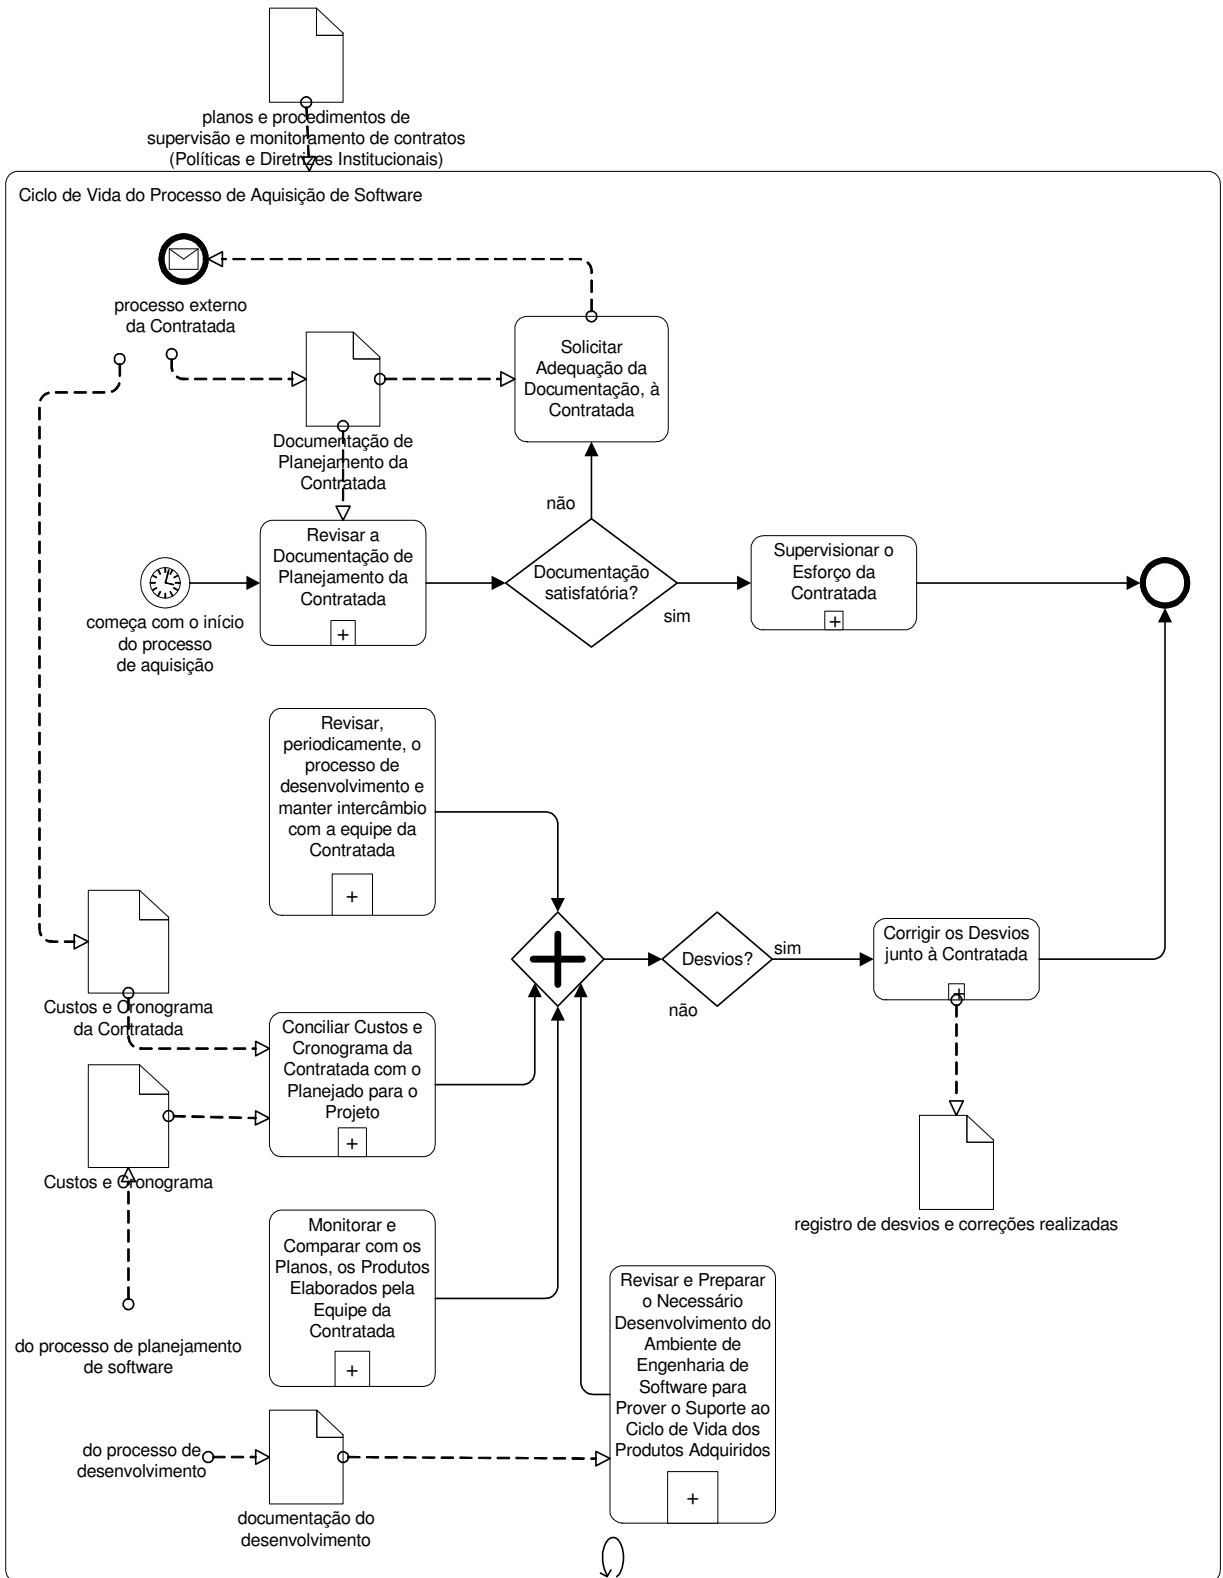 planos e procedimentos de
supervisão e monitoramento de contratos
(Políticas e Diretrizes Institucionais)
Ciclo de Vida do Processo de Aquisição de Software
processo externo
da Contratada
Solicitar
Adequação da
Documentação, à
Contratada
Documentação de
Planejamento da
Contratada
não
Revisar a
Documentação de
Planejamento da
Contratada
Documentação
satisfatória?
sim
Supervisionar o
Esforço da
Contratada
começa com o início
do processo
de aquisição
Revisar,
periodicamente, o
processo de
desenvolvimento e
manter intercâmbio
com a equipe da
Contratada
Desvios?
sim
não
Corrigir os Desvios
junto à Contratada
Custos e Cronograma
da Contratada
Conciliar Custos e
Cronograma da
Contratada com o
Planejado para o
Projeto
Custos e Cronograma
registro de desvios e correções realizadas
Monitorar e
Comparar com os
Planos, os Produtos
Elaborados pela
Equipe da
Contratada
Revisar e Preparar
o Necessário
Desenvolvimento do
Ambiente de
Engenharia de
Software para
Prover o Suporte ao
Ciclo de Vida dos
Produtos Adquiridos
do processo de planejamento
de software
do processo de
desenvolvimento
documentação do
desenvolvimento